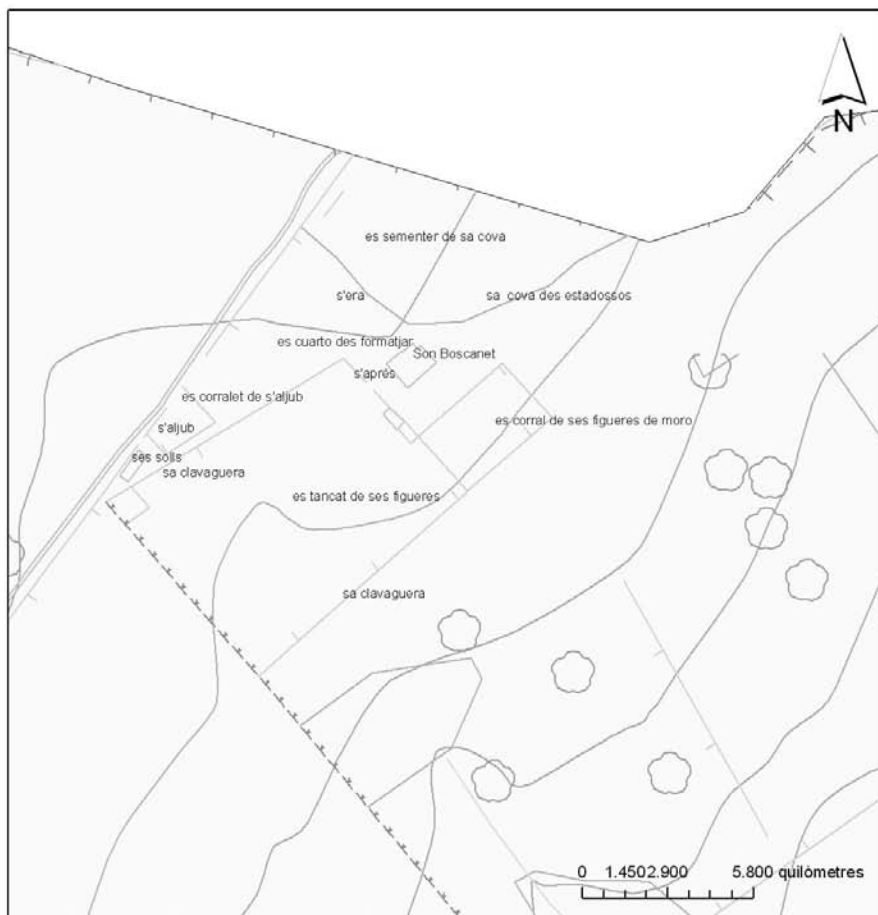 N
es sementer de sa cova
s'era
sa cova des estadossos
es cuarto des formatjar
Son Boscanet
s'aprés
es corralet de s'aljub
es corral de ses figueres de moro
s'aljub
ses solls
sa clavaguera
es tancat de ses figueres
sa clavaguera
0 1.4502.900 5.800 quilòmetres